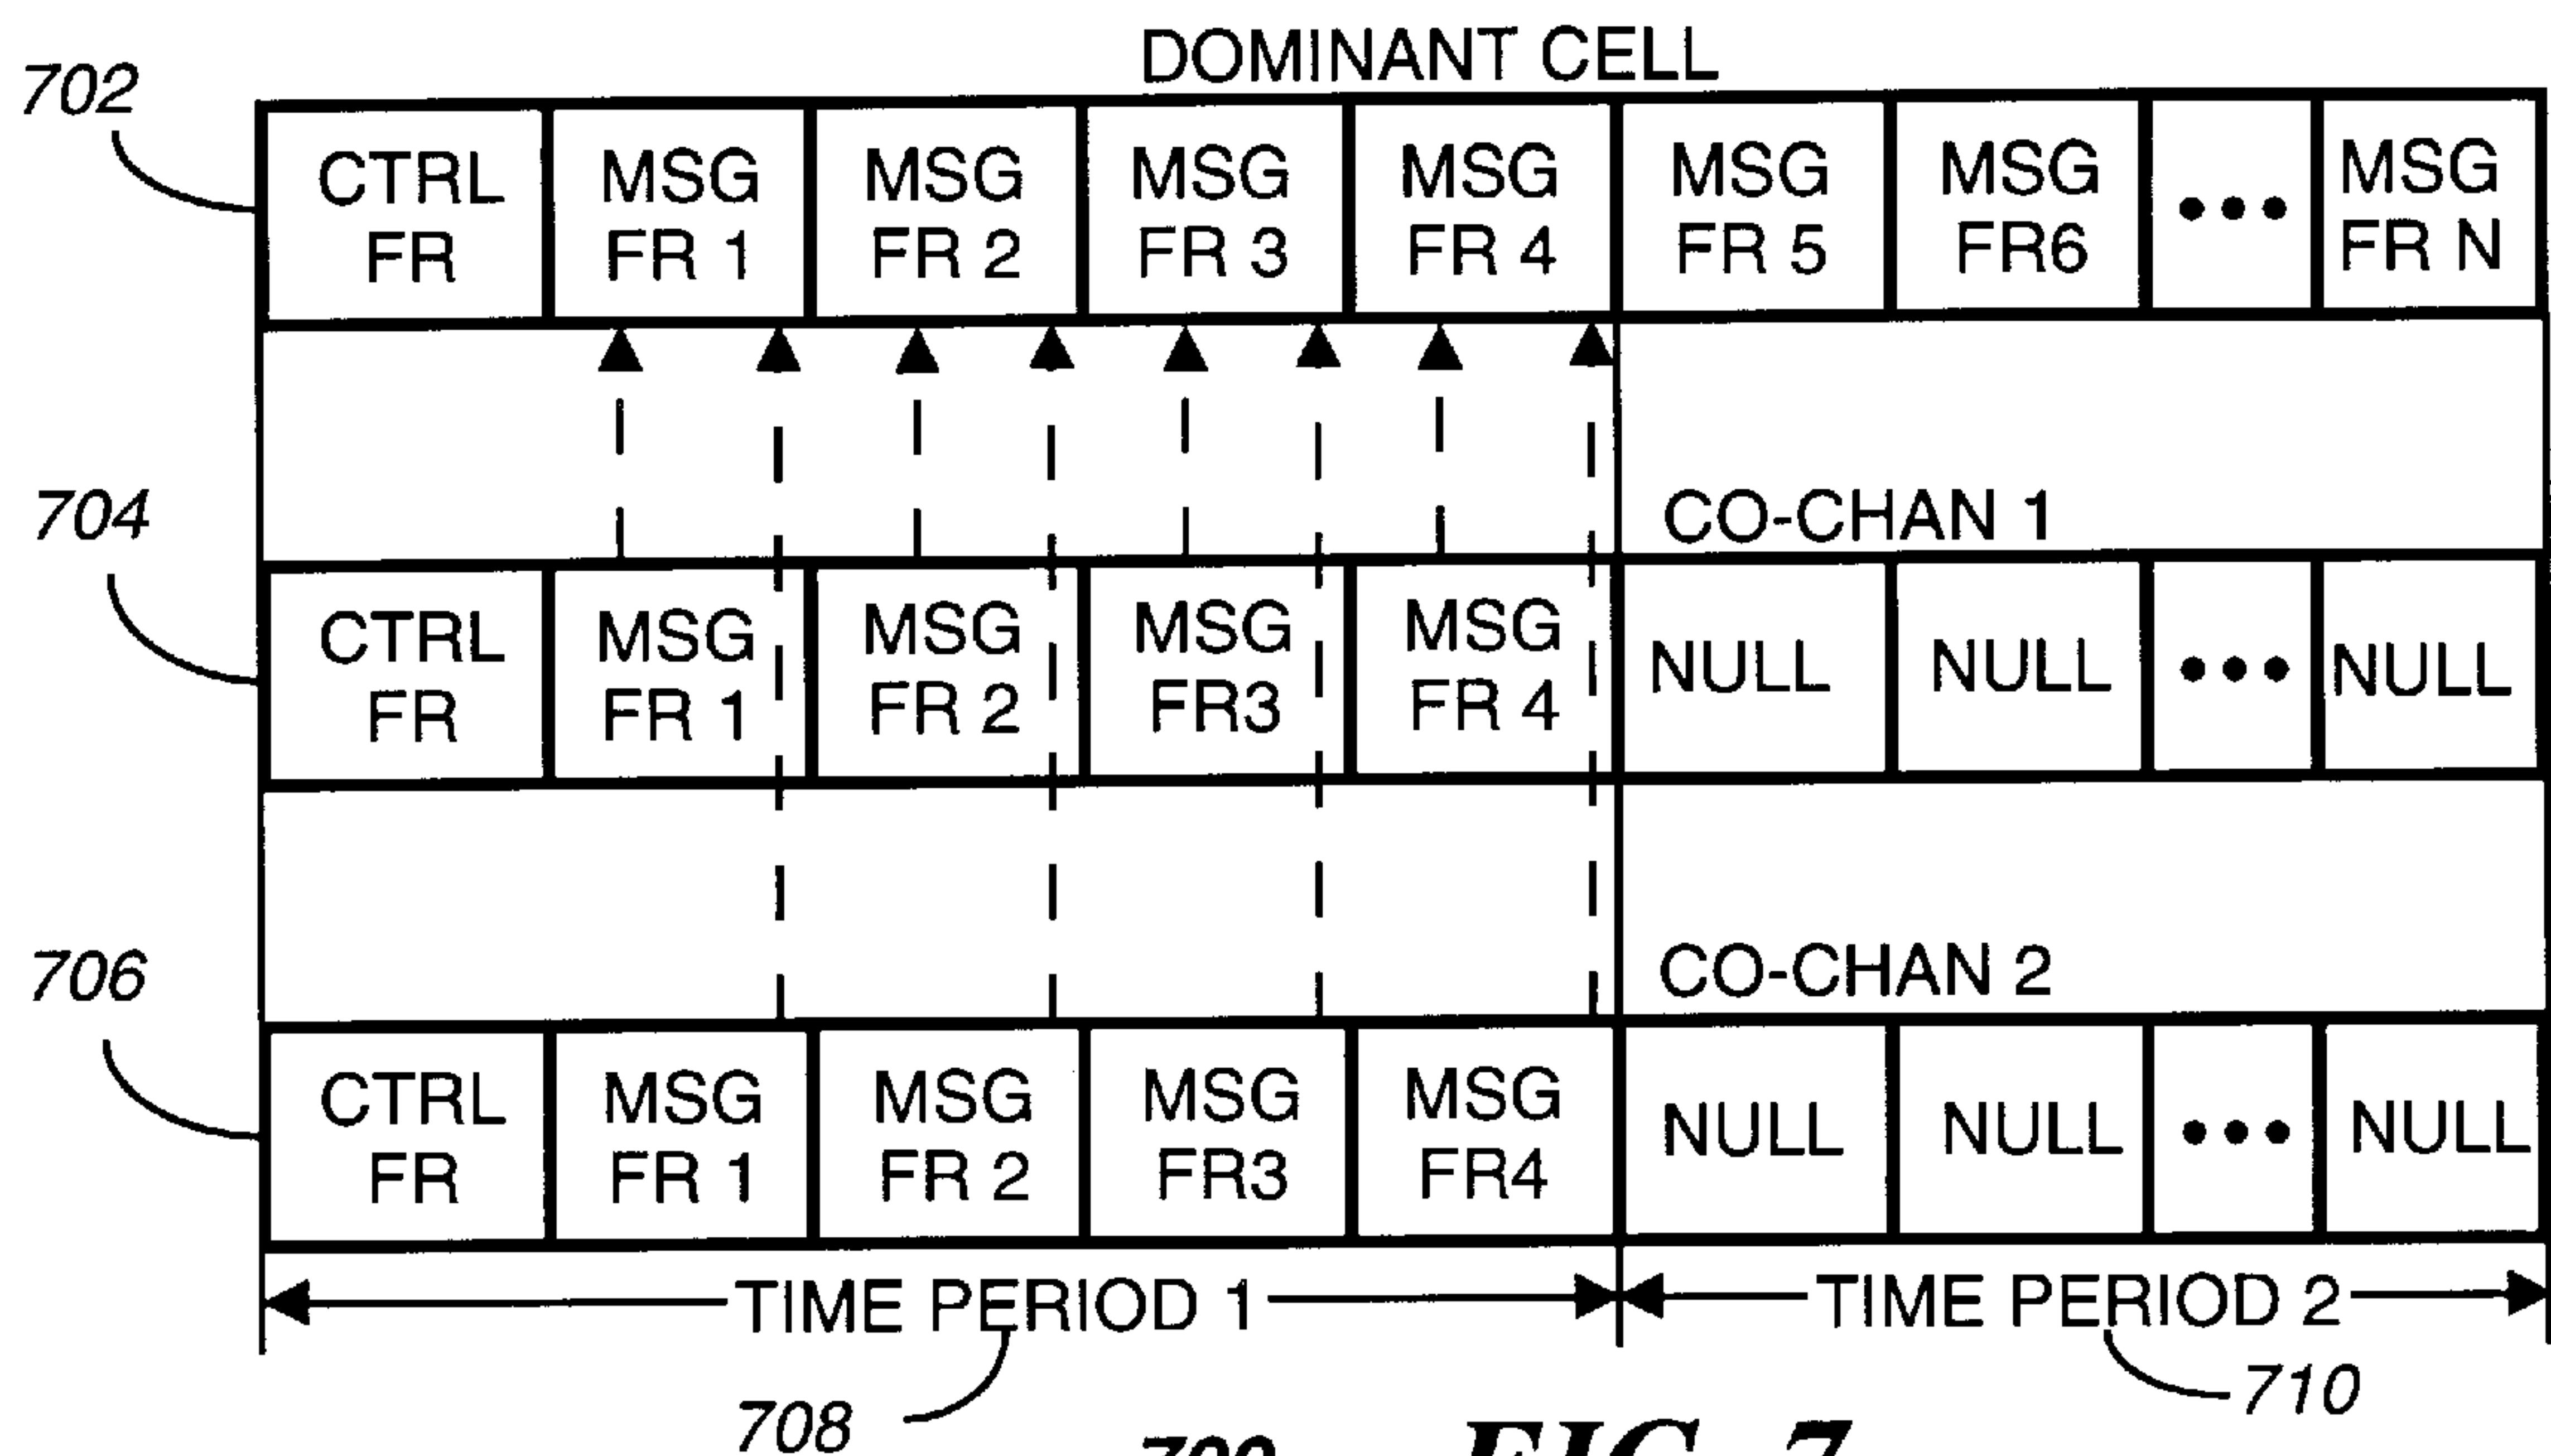 DOMINANT CELL
702
CTRL FR
MSG FR 1
MSG FR 2
MSG FR 3
MSG FR 4
MSG FR 5
MSG FR6
•••
MSG FR N
704
CO-CHAN 1
CTRL FR
MSG FR 1
MSG FR 2
MSG FR3
MSG FR 4
NULL
NULL
•••
NULL
706
CO-CHAN 2
CTRL FR
MSG FR 1
MSG FR 2
MSG FR3
MSG FR4
NULL
NULL
•••
NULL
TIME PERIOD 1
TIME PERIOD 2
708
710
FIG. 7